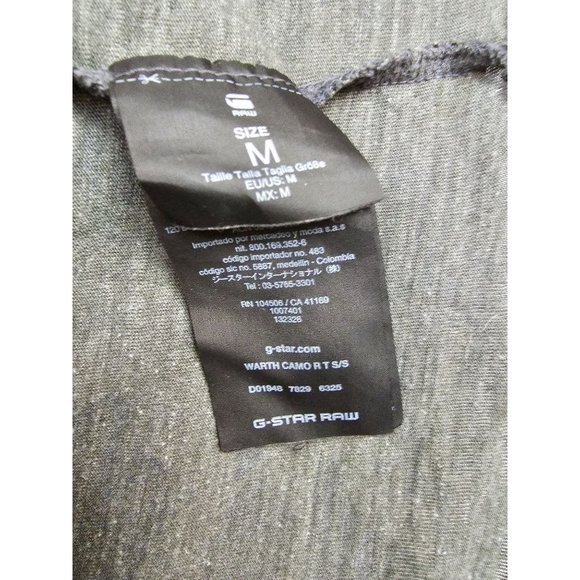 RAW
SIZE
M
Taille Talla Taglia Größe
EU/US: M
MX: M
Importado por mercadeo y moda s.a.s
nit. 800.169.352-6
código importador no. 483
código sic no. 5887, medellin - Colombia
ジースターインターナショナル (株)
Tel : 03-5765-3301
RN 104506 / CA 41169
1007401
132328
g-star.com
WARTH CAMO R T S/S
D01946 7829 6325
G-STAR RAW